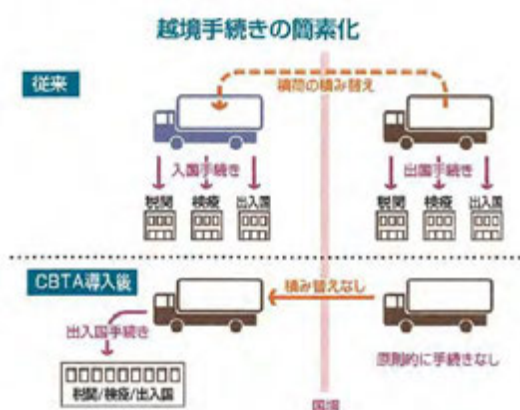 越境手続きの簡素化
従来
積荷の積み替え
入国手続き
出国手続き
税関
検疫
出入国
税関
検疫
出入国
CBTA導入後
積み替えなし
出入国手続き
原則的に手続きなし
税関/検疫/出入国
国境